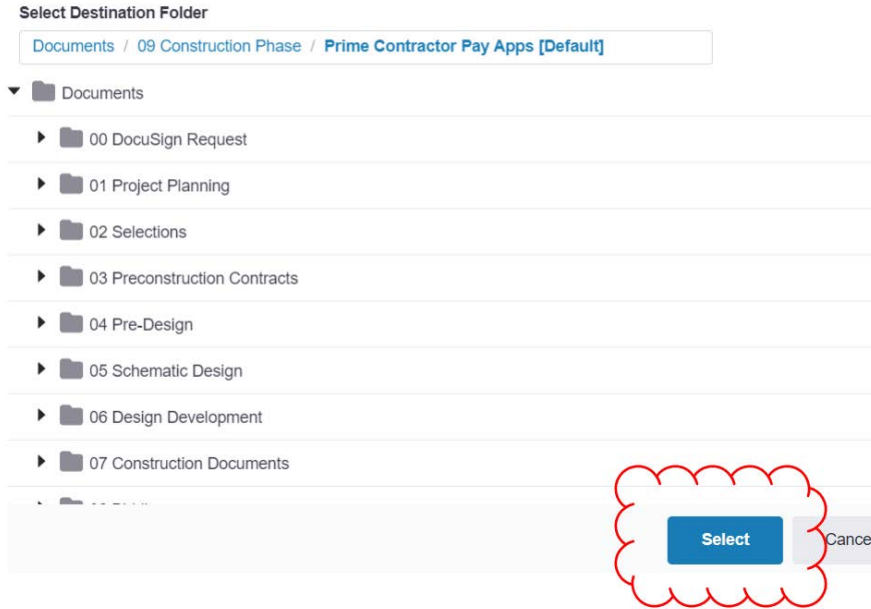 Select Destination Folder
Documents / 09 Construction Phase / Prime Contractor Pay Apps [Default]
Documents
00 DocuSign Request
01 Project Planning
02 Selections
03 Preconstruction Contracts
04 Pre-Design
05 Schematic Design
06 Design Development
07 Construction Documents
Select Cance